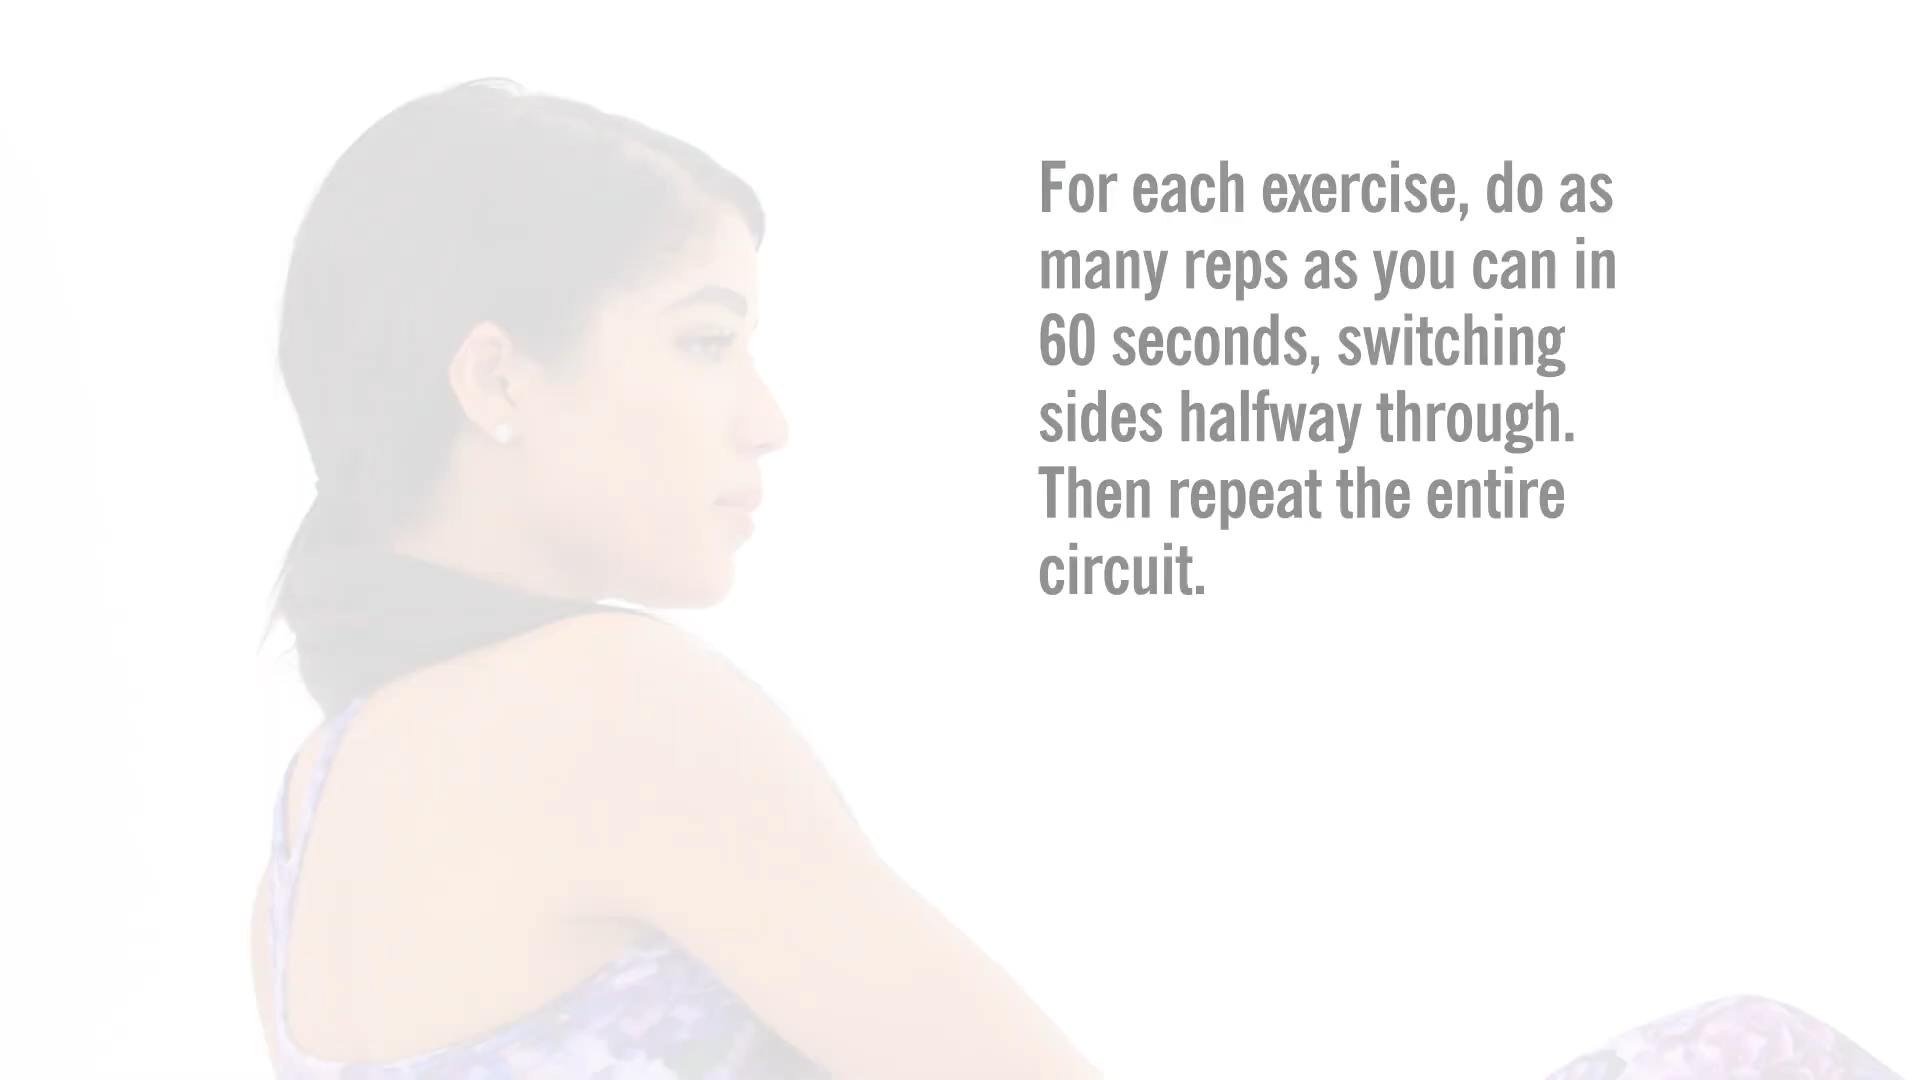 For each exercise, do as
many reps as you can in
60 seconds, switching
sides halfway through.
Then repeat the entire
circuit.